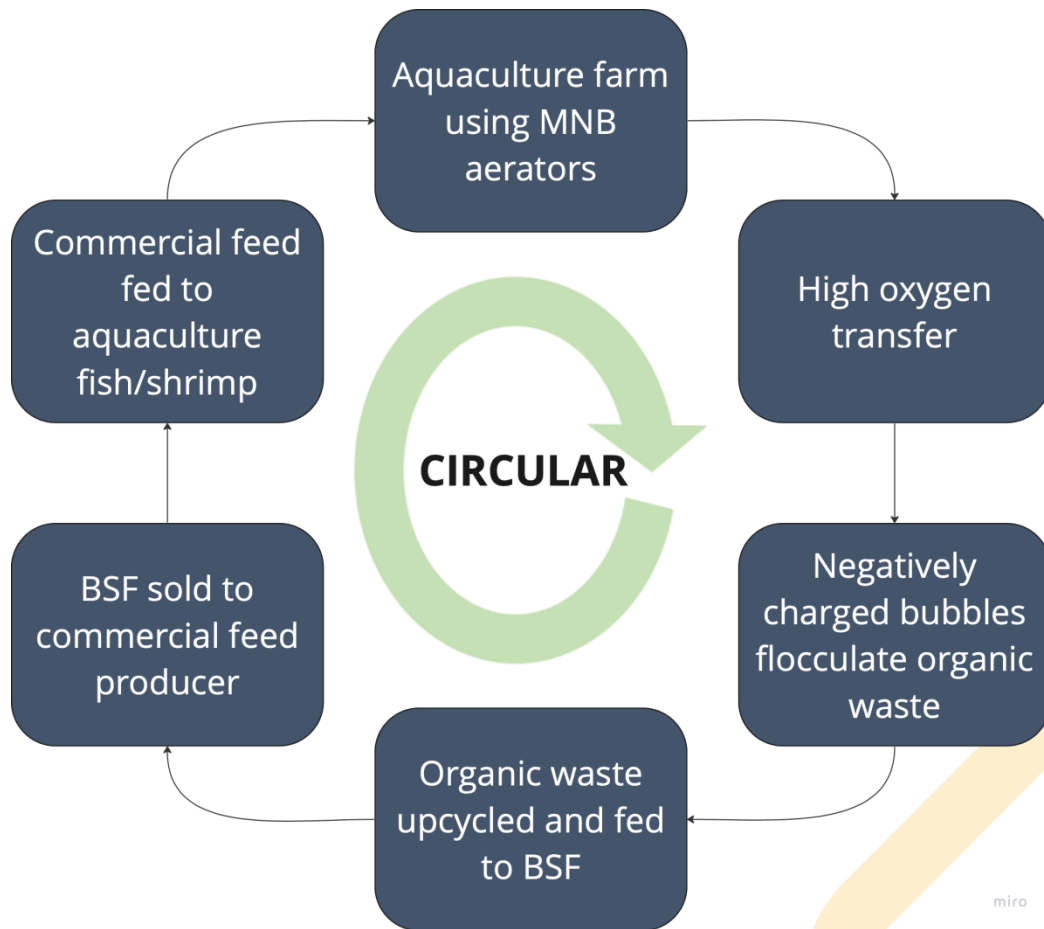 Aquaculture farm
using MNB
aerators
High oxygen
transfer
Negatively
charged bubbles
flocculate organic
waste
Organic waste
upcycled and fed
to BSF
BSF sold to
commercial feed
producer
Commercial feed
fed to
aquaculture
fish/shrimp
CIRCULAR
miro